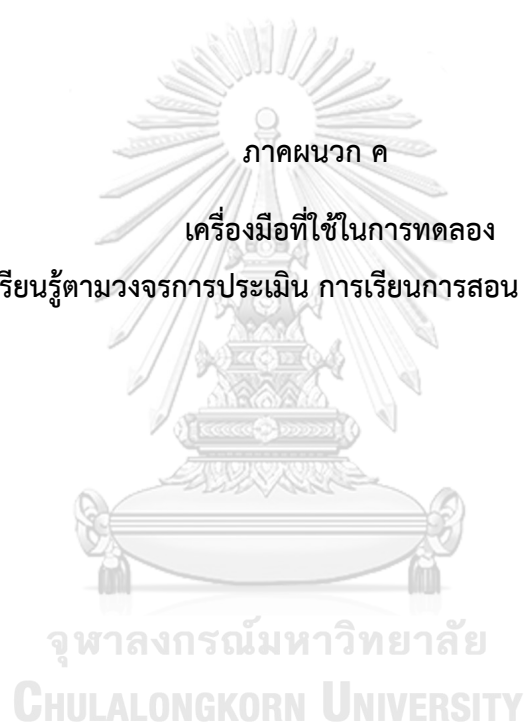 ภาคผนวก ค
เครื่องมือที่ใช้ในการทดลอง
รียนรู้ตามวงจรการประเมิน การเรียนการสอน
จุฬาลงกรณ์มหาวิทยาลัย
CHULALONGKORN UNIVERSITY